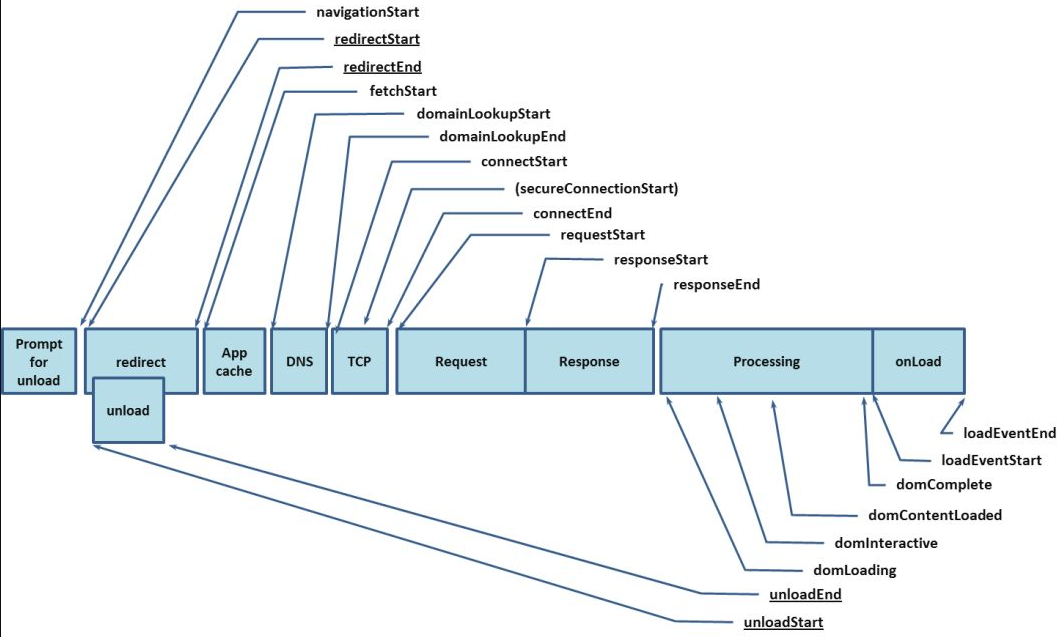 navigationStart
redirectStart
redirectEnd
fetchStart
domainLookupStart
domainLookupEnd
connectStart
(secureConnectionStart)
connectEnd
requestStart
responseStart
responseEnd
Prompt
for
unload
redirect
unload
App
cache
DNS
TCP
Request
Response
Processing
onLoad
loadEventEnd
loadEventStart
domComplete
domContentLoaded
domInteractive
domLoading
unloadEnd
unloadStart